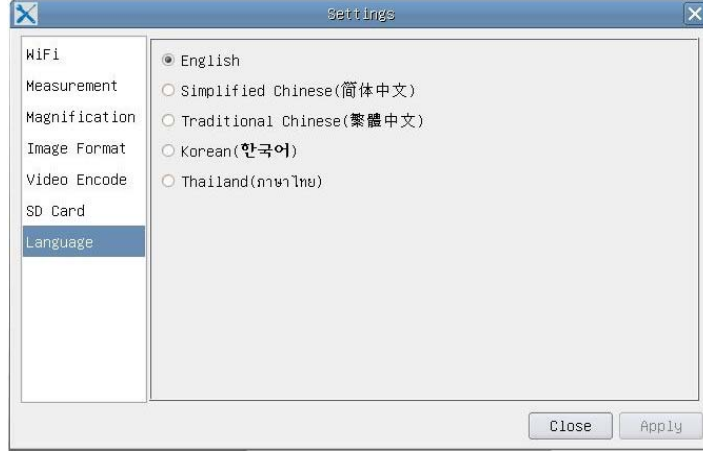 Settings
WiFi
Measurement
Magnification
Image Format
Video Encode
SD Card
Language
English
Simplified Chinese(简体中文)
Traditional Chinese(繁體中文)
Korean(한국어)
Thailand(ภาษาไทย)
Close
Apply